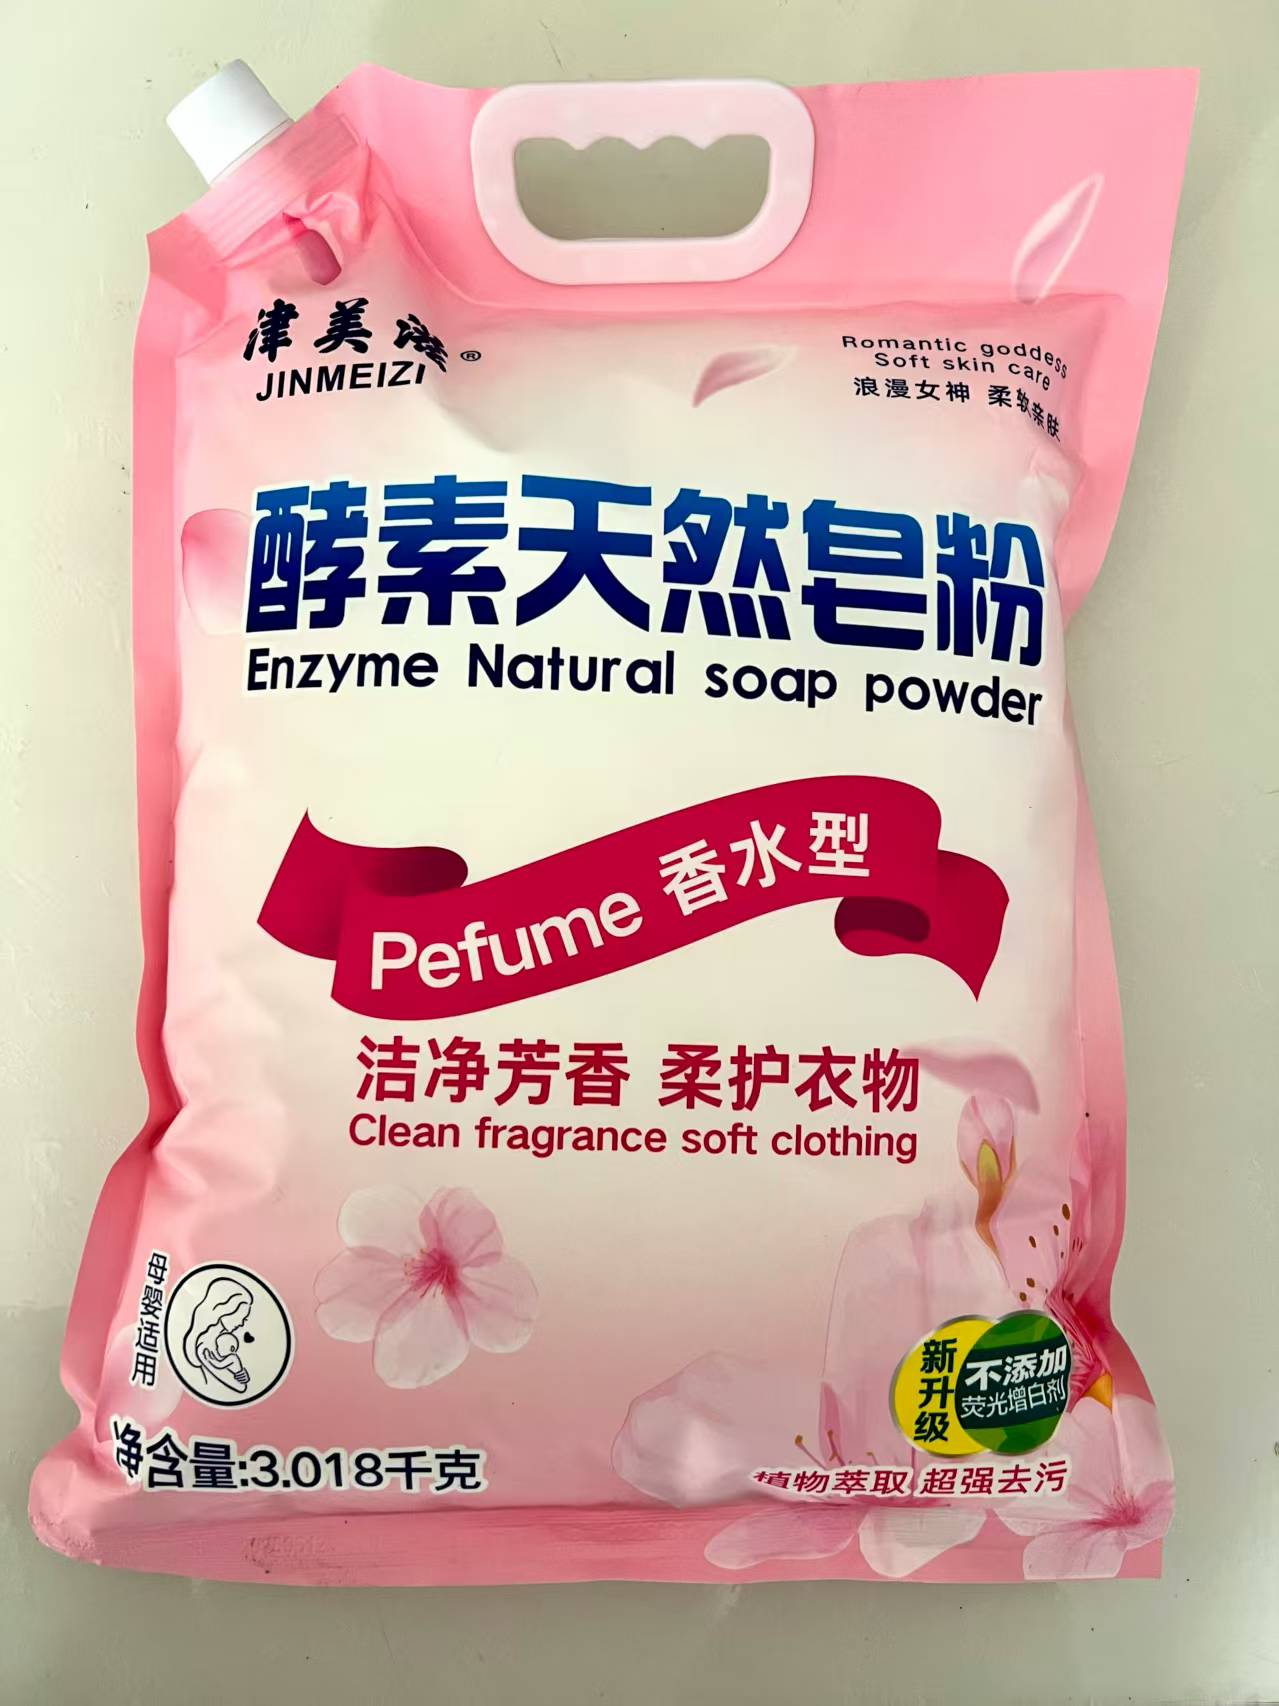 津美滋®
JINMEIZI
Romantic goddess
Soft skin care
浪漫女神 柔软亲肤
酵素天然皂粉
Enzyme Natural soap powder
Pefume 香水型
洁净芳香 柔护衣物
Clean fragrance soft clothing
母婴适用
新升级
不添加
荧光增白剂
净含量:3.018千克
植物萃取 超强去污